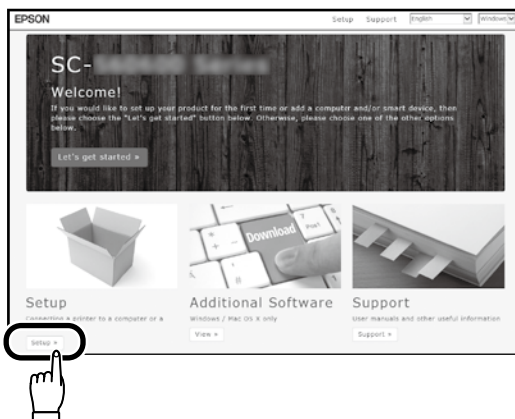 EPSON
Setup Support English Windows
SC-
Welcome!
If you would like to set up your product for the first time or add a computer and/or smart device, then
please choose the "Let's get started" button below. Otherwise, please choose one of the other options
below.
Let's get started »
7
Pos1
+
-
Download
Setup
Connecting a printer to a computer or a
Setup »
Additional Software
Windows / Mac OS X only
View »
Support
User manuals and other useful information
Support »